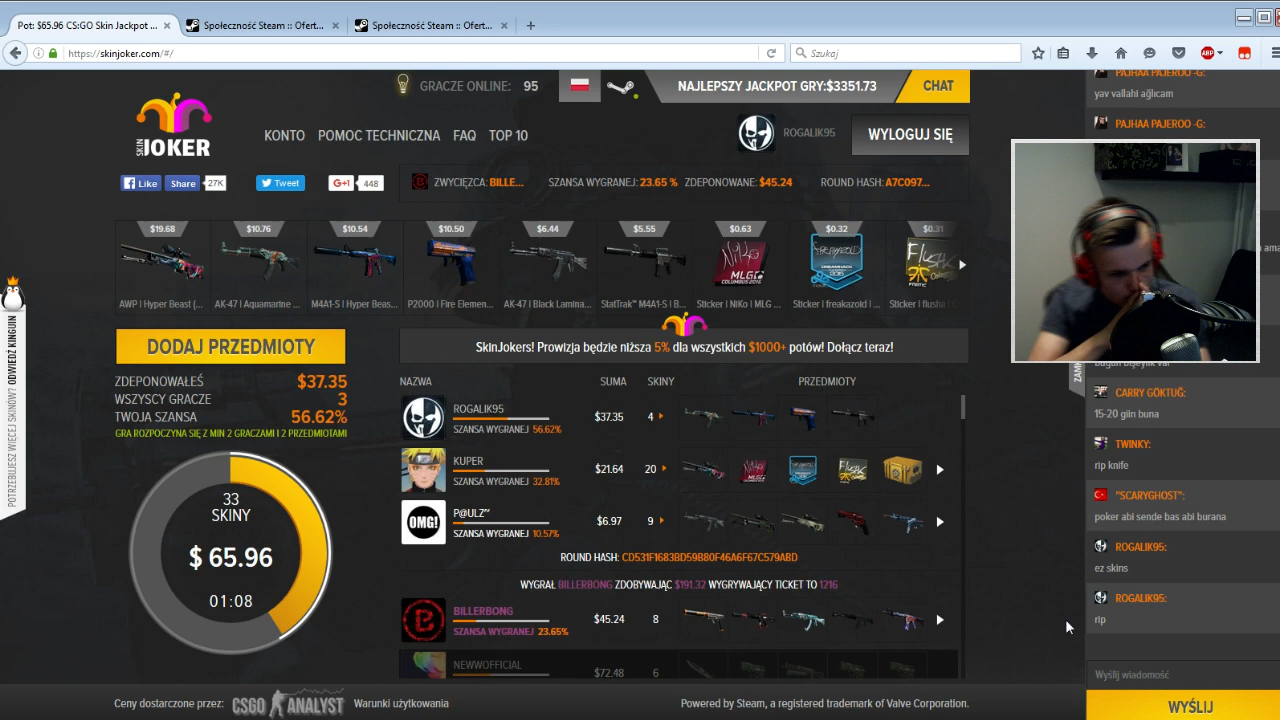 Pot: $65.96 CS:GO Skin Jackpot ...
Społeczność Steam :: Ofert...
Społeczność Steam :: Ofert...
https://skinjoker.com/#/
Szukaj
ABP
GRACZE ONLINE: 95
NAJLEPSZY JACKPOT GRY:$3351.73
CHAT
SKIN JOKER
KONTO
POMOC TECHNICZNA
FAQ
TOP 10
ROGALIK95
WYLOGUJ SIĘ
Like
Share
27K
Tweet
G+1
448
ZWYCIĘZCA: BILLE...
SZANSA WYGRANEJ: 23.65 %
ZDEPONOWANE: $45.24
ROUND HASH: A7C097...
$19.68
$10.76
$10.54
$10.50
$6.44
$5.55
$0.63
$0.32
$0.31
AWP | Hyper Beast (...
AK-47 | Aquamarine ...
M4A1-S | Hyper Beas...
P2000 | Fire Elemen...
AK-47 | Black Lamina...
StatTrak™ M4A1-S | B...
Sticker | NiKo | MLG ...
Sticker | freakazoid | ...
Sticker | flusha | C
POTRZEBUJESZ WIĘCEJ SKINÓW? ODWIEDŹ KINGUIN
DODAJ PRZEDMIOTY
SkinJokers! Prowizja będzie niższa 5% dla wszystkich $1000+ potów! Dołącz teraz!
ZDEPONOWAŁEŚ $37.35
WSZYSCY GRACZE 3
TWOJA SZANSA 56.62%
GRA ROZPOCZYNA SIĘ Z MIN 2 GRACZAMI I 2 PRZEDMIOTAMI
33
SKINY
$ 65.96
01:08
NAZWA
SUMA
SKINY
PRZEDMIOTY
ROGALIK95
SZANSA WYGRANEJ 56.62%
$37.35
4
KUPER
SZANSA WYGRANEJ 32.81%
$21.64
20
OMG!
P@ULZ™
SZANSA WYGRANEJ 10.57%
$6.97
9
ROUND HASH: CD531F1683BD59B80F46A6F67C579ABD
WYGRAŁ BILLERBONG ZDOBYWAJĄC $191.32 WYGRYWAJĄCY TICKET TO 1216
BILLERBONG
SZANSA WYGRANEJ 23.65%
$45.24
8
NEWWOFFICIAL
$72.48
6
PAJHAA PAJEROO -G:
yav vallahi ağlıcam
PAJHAA PAJEROO -G:
CARRY GÖKTUĞ:
15-20 gün buna
TWINKY:
rip knife
"SCARYGHOST":
poker abi sende bas abi burana
ROGALIK95:
ez skins
ROGALIK95:
rip
Wyślij wiadomość
WYŚLIJ
Ceny dostarczone przez: CSGO ANALYST
Warunki użytkowania
Powered by Steam, a registered trademark of Valve Corporation.